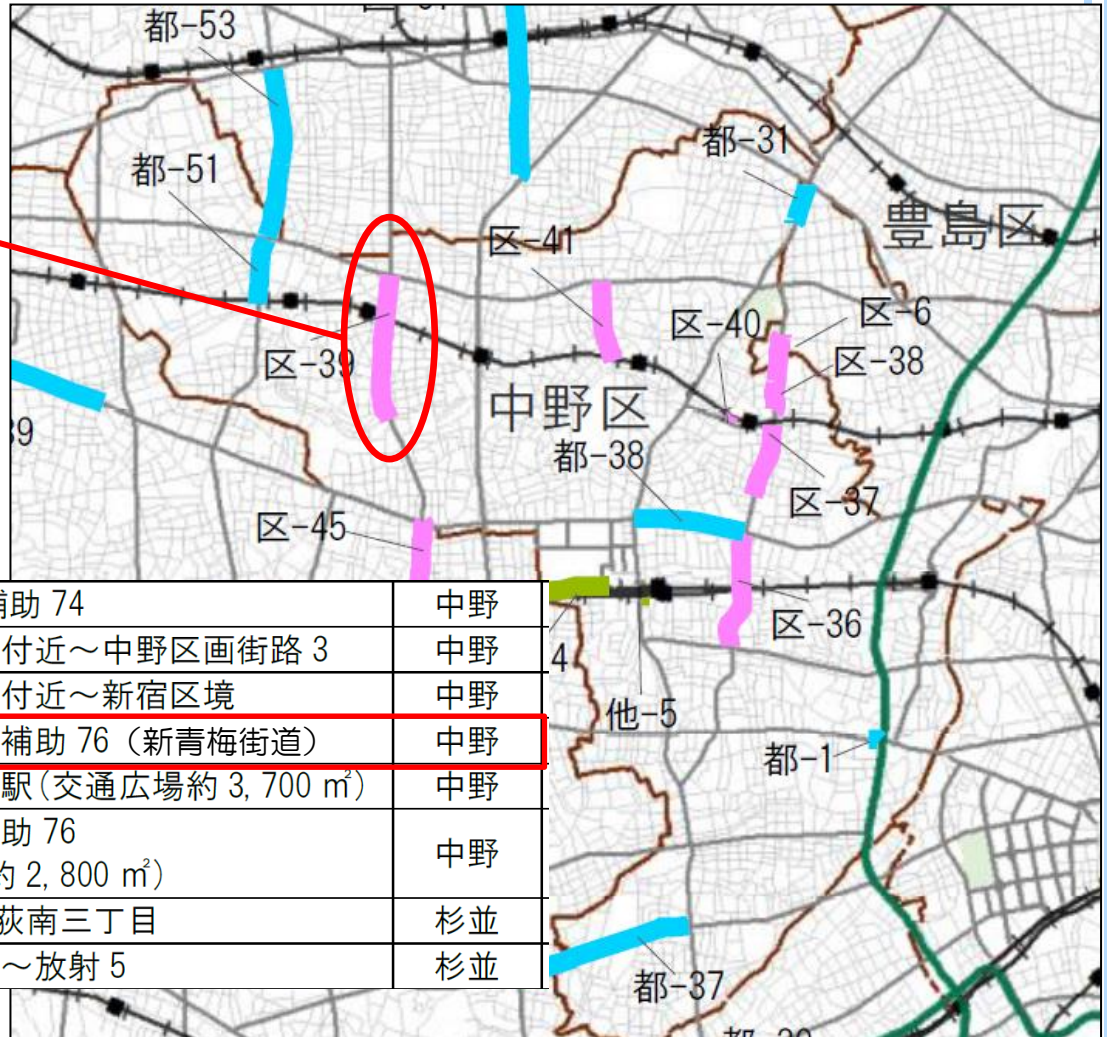 都-53
都-51
都-31
豊島区
区-41
区-40
区-6
区-39
区-38
中野区
都-38
区-37
区-45
区-36
他-5
都-1
都-37
補助 74
中野
付近～中野区画街路 3
中野
付近～新宿区境
中野
補助 76（新青梅街道）
中野
駅(交通広場約 3,700 ㎡)
中野
助 76
約 2,800 ㎡)
中野
荻南三丁目
杉並
～放射 5
杉並